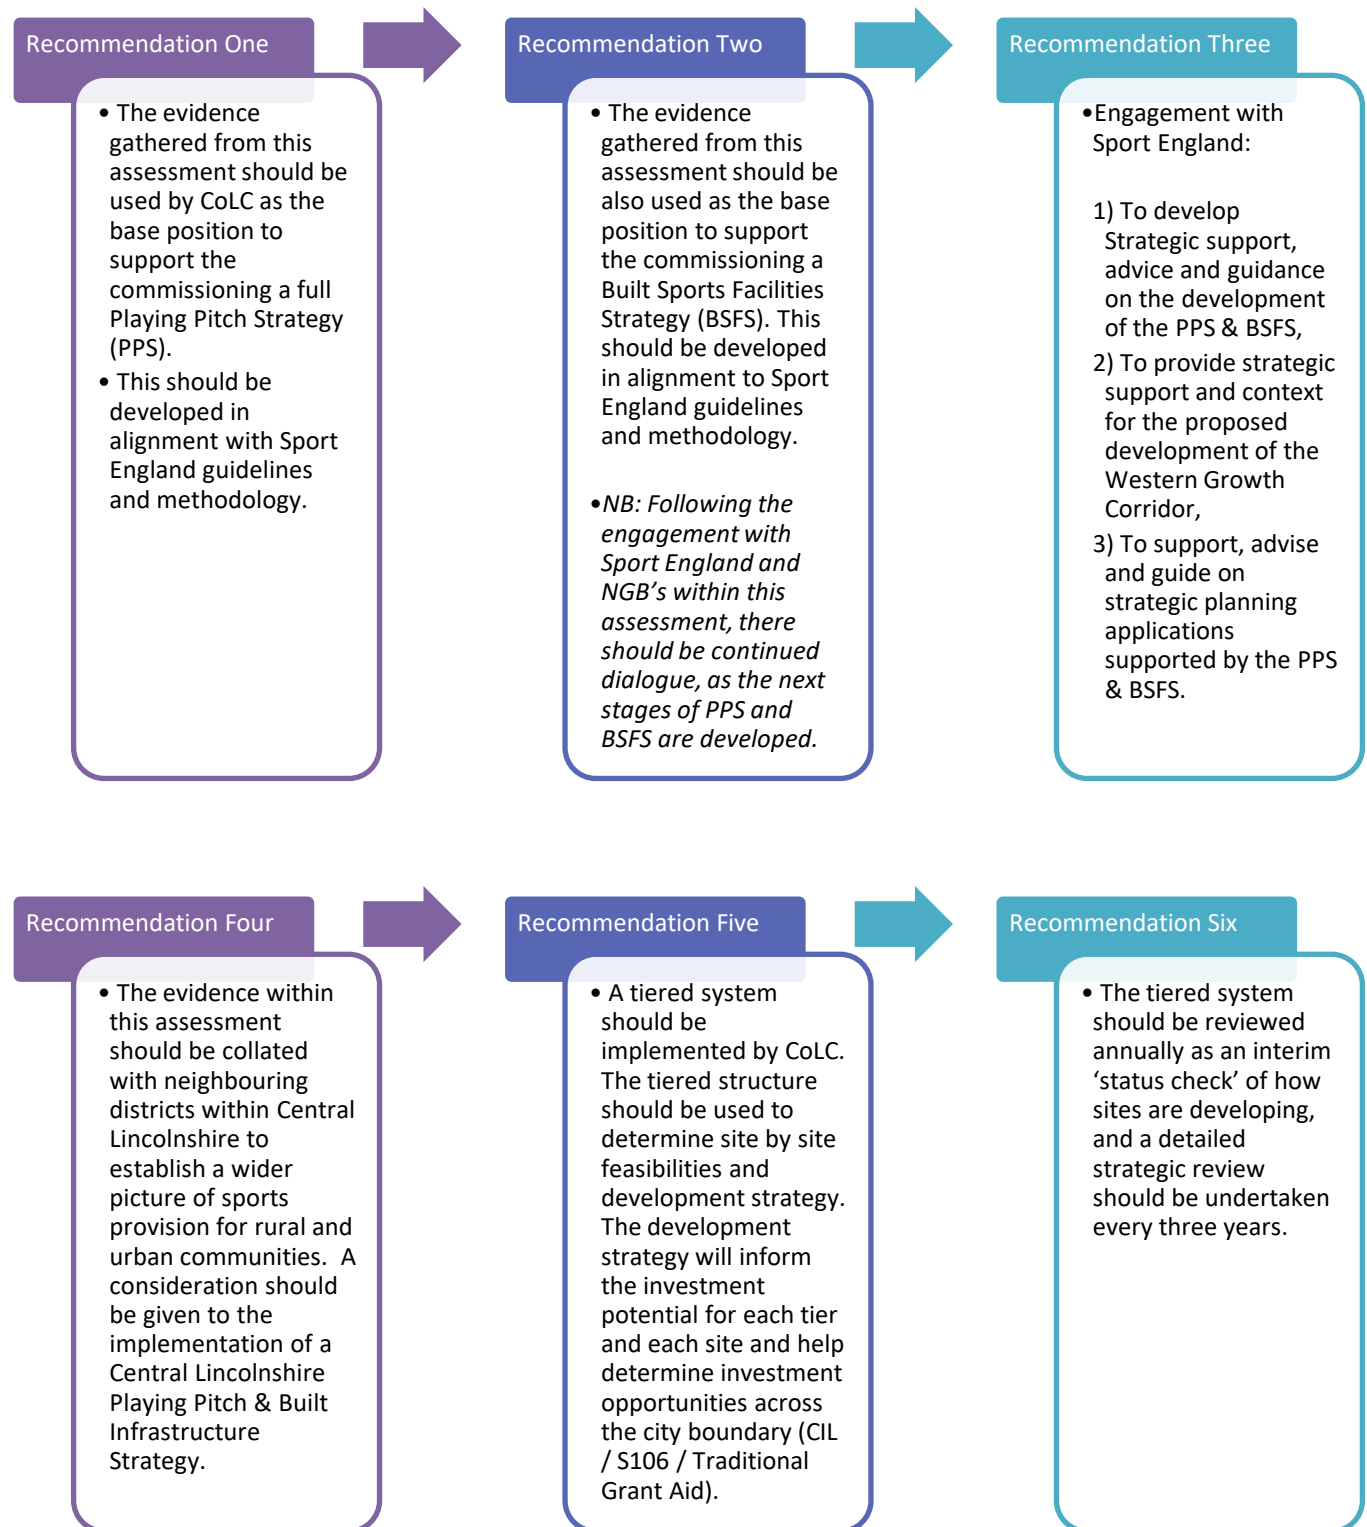 Recommendation One
• The evidence
gathered from this
assessment should be
used by CoLC as the
base position to
support the
commissioning a full
Playing Pitch Strategy
(PPS).
• This should be
developed in
alignment with Sport
England guidelines
and methodology.
Recommendation Two
• The evidence
gathered from this
assessment should be
also used as the base
position to support
the commissioning a
Built Sports Facilities
Strategy (BSFS). This
should be developed
in alignment to Sport
England guidelines
and methodology.
•NB: Following the
engagement with
Sport England and
NGB’s within this
assessment, there
should be continued
dialogue, as the next
stages of PPS and
BSFS are developed.
Recommendation Three
•Engagement with
Sport England:
1) To develop
Strategic support,
advice and guidance
on the development
of the PPS & BSFS,
2) To provide strategic
support and context
for the proposed
development of the
Western Growth
Corridor,
3) To support, advise
and guide on
strategic planning
applications
supported by the PPS
& BSFS.
Recommendation Four
• The evidence within
this assessment
should be collated
with neighbouring
districts within Central
Lincolnshire to
establish a wider
picture of sports
provision for rural and
urban communities.  A
consideration should
be given to the
implementation of a
Central Lincolnshire
Playing Pitch & Built
Infrastructure
Strategy.
Recommendation Five
• A tiered system
should be
implemented by CoLC.
The tiered structure
should be used to
determine site by site
feasibilities and
development strategy.
The development
strategy will inform
the investment
potential for each tier
and each site and help
determine investment
opportunities across
the city boundary (CIL
/ S106 / Traditional
Grant Aid).
Recommendation Six
• The tiered system
should be reviewed
annually as an interim
‘status check’ of how
sites are developing,
and a detailed
strategic review
should be undertaken
every three years.